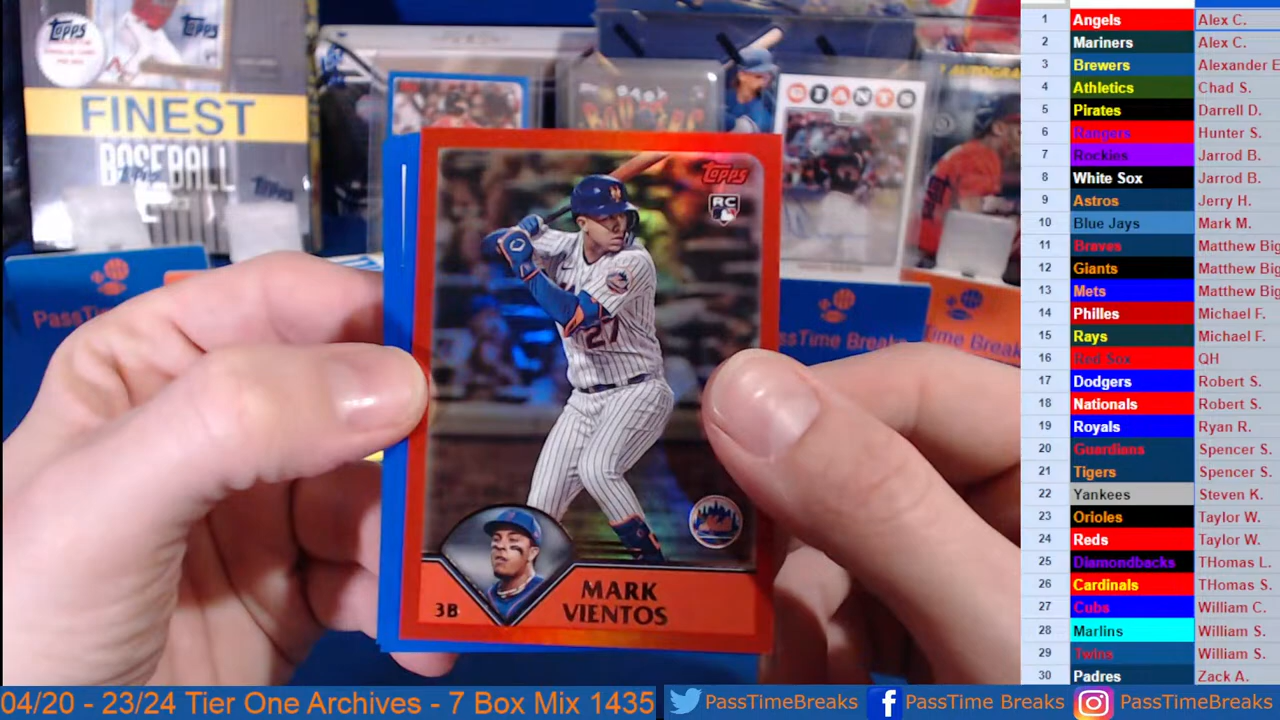 Topps
Topps
FINEST
BASEBALL
GIANTS
Topps
RC
27
MARK
VIENTOS
3B
PassTime Breaks
PassTime Breaks
1 Angels Alex C.
2 Mariners Alex C.
3 Brewers Alexander E
4 Athletics Chad S.
5 Pirates Darrell D.
6 Rangers Hunter S.
7 Rockies Jarrod B.
8 White Sox Jarrod B.
9 Astros Jerry H.
10 Blue Jays Mark M.
11 Braves Matthew Big
12 Giants Matthew Big
13 Mets Matthew Big
14 Philles Michael F.
15 Rays Michael F.
16 Red Sox QH
17 Dodgers Robert S.
18 Nationals Robert S.
19 Royals Ryan R.
20 Guardians Spencer S.
21 Tigers Spencer S.
22 Yankees Steven K.
23 Orioles Taylor W.
24 Reds Taylor W.
25 Diamondbacks THomas L.
26 Cardinals THomas S.
27 Cubs William C.
28 Marlins William S.
29 Twins William S.
30 Padres Zack A.
04/20 - 23/24 Tier One Archives - 7 Box Mix 1435
PassTimeBreaks
PassTime Breaks
PassTimeBreaks